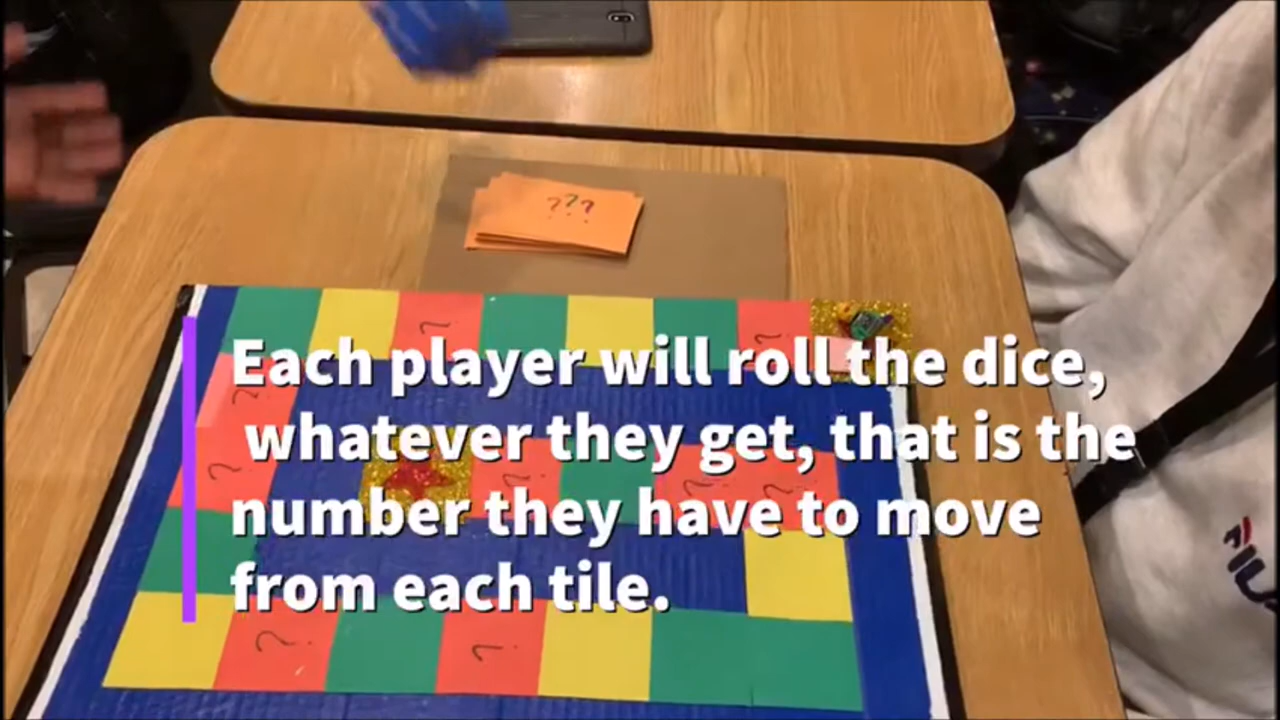 ???
?
?
Each player will roll the dice,
whatever they get, that is the
number they have to move
from each tile.
?
?
?
?
?
?
?
FILA